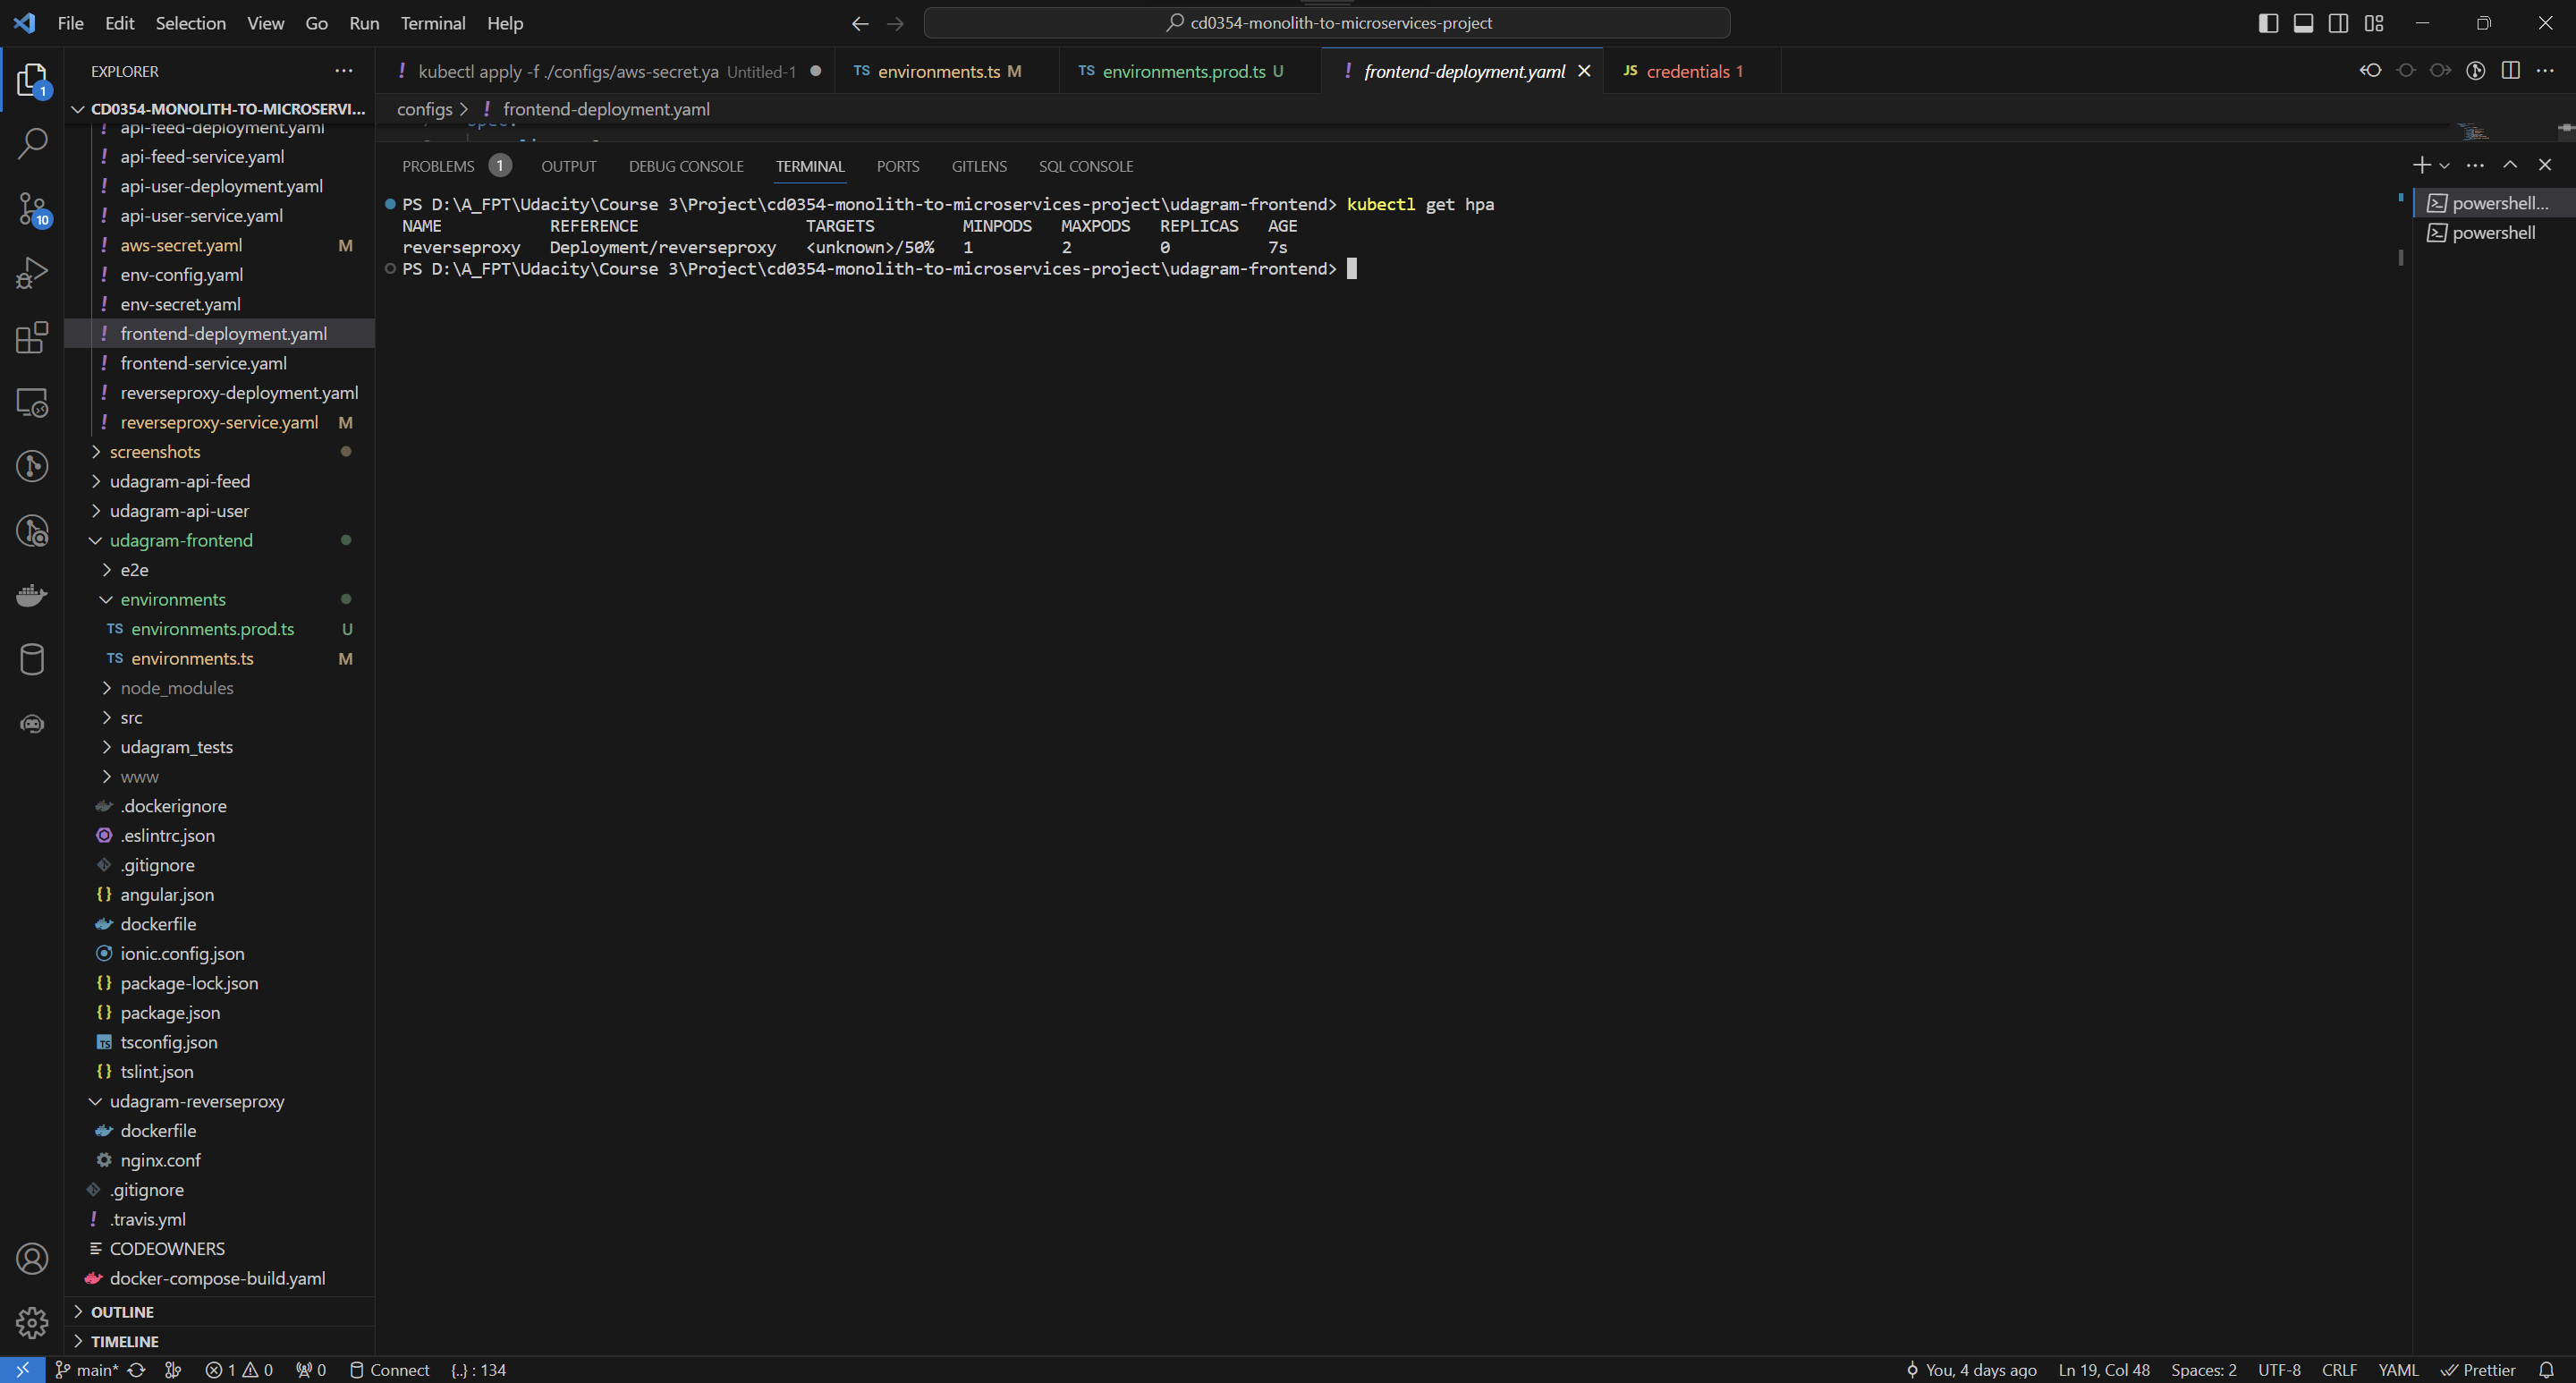 File Edit Selection View Go Run Terminal Help
cd0354-monolith-to-microservices-project
EXPLORER
kubectl apply -f ./configs/aws-secret.ya Untitled-1
TS environments.ts M
TS environments.prod.ts U
! frontend-deployment.yaml
JS credentials 1
CD0354-MONOLITH-TO-MICROSERVI...
configs > ! frontend-deployment.yaml
! api-feed-deployment.yaml
! api-feed-service.yaml
! api-user-deployment.yaml
! api-user-service.yaml
! aws-secret.yaml M
! env-config.yaml
! env-secret.yaml
! frontend-deployment.yaml
! frontend-service.yaml
! reverseproxy-deployment.yaml
! reverseproxy-service.yaml M
screenshots
udagram-api-feed
udagram-api-user
udagram-frontend
e2e
environments
TS environments.prod.ts U
TS environments.ts M
node_modules
src
udagram_tests
www
.dockerignore
.eslintrc.json
.gitignore
{} angular.json
dockerfile
ionic.config.json
{} package-lock.json
{} package.json
TS tsconfig.json
{} tslint.json
udagram-reverseproxy
dockerfile
nginx.conf
.gitignore
! .travis.yml
CODEOWNERS
docker-compose-build.yaml
OUTLINE
TIMELINE
1
10
PROBLEMS 1 OUTPUT DEBUG CONSOLE TERMINAL PORTS GITLENS SQL CONSOLE
PS D:\A_FPT\Udacity\Course 3\Project\cd0354-monolith-to-microservices-project\udagram-frontend> kubectl get hpa
NAME REFERENCE TARGETS MINPODS MAXPODS REPLICAS AGE
reverseproxy Deployment/reverseproxy <unknown>/50% 1 2 0 7s
PS D:\A_FPT\Udacity\Course 3\Project\cd0354-monolith-to-microservices-project\udagram-frontend>
powershell...
powershell
main* 1 0 0 Connect {..} : 134
You, 4 days ago Ln 19, Col 48 Spaces: 2 UTF-8 CRLF YAML Prettier